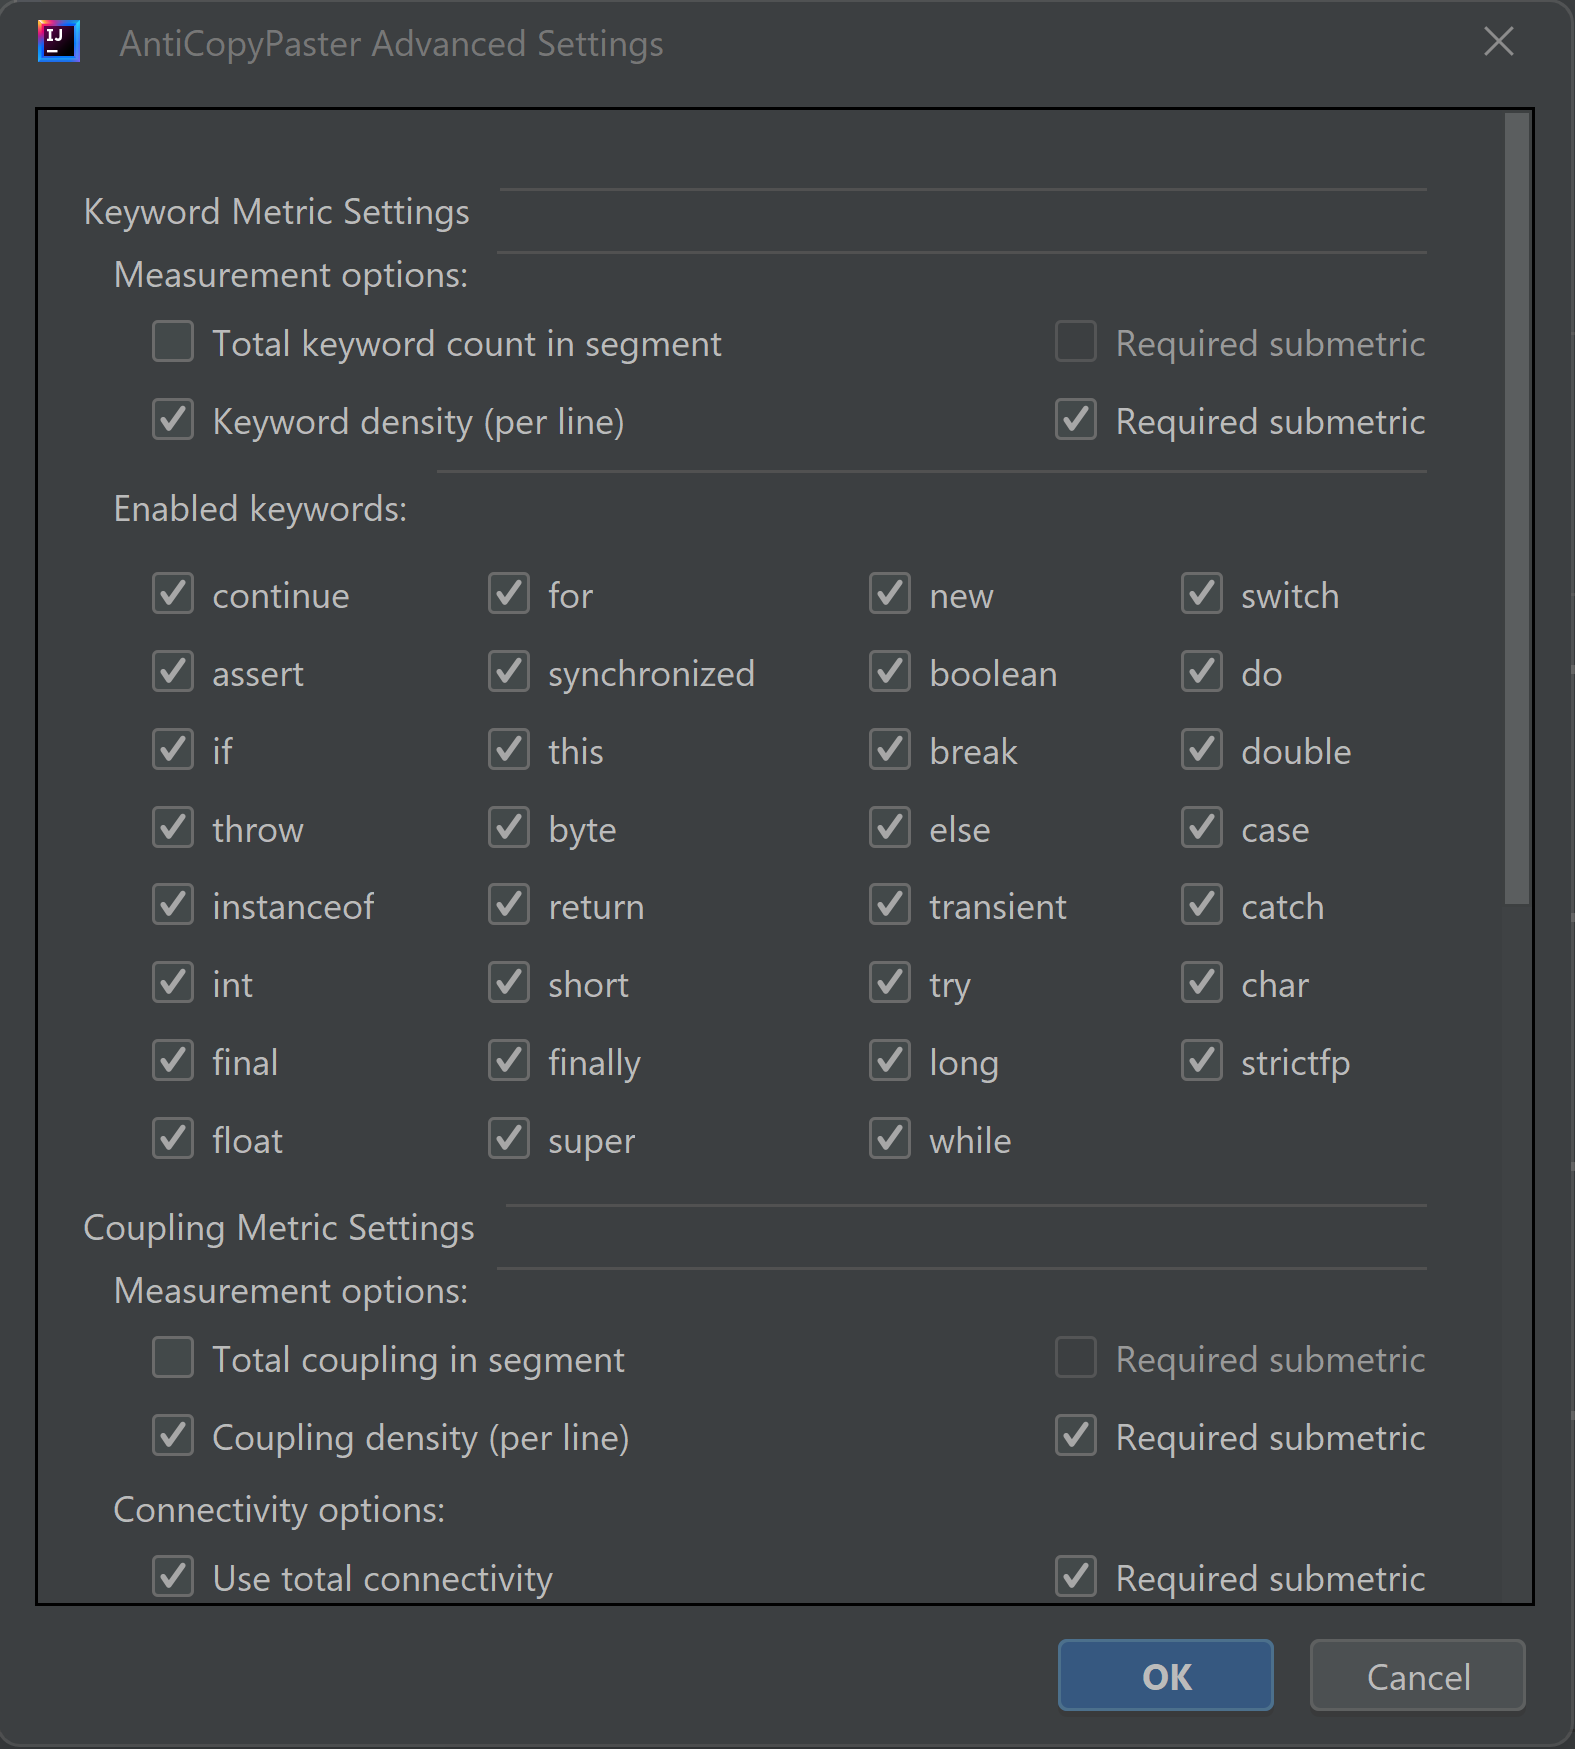 IJ
AntiCopyPaster Advanced Settings
Keyword Metric Settings
Measurement options:
Total keyword count in segment Required submetric
Keyword density (per line) Required submetric
Enabled keywords:
continue for new switch
assert synchronized boolean do
if this break double
throw byte else case
instanceof return transient catch
int short try char
final finally long strictfp
float super while
Coupling Metric Settings
Measurement options:
Total coupling in segment Required submetric
Coupling density (per line) Required submetric
Connectivity options:
Use total connectivity Required submetric
OK Cancel